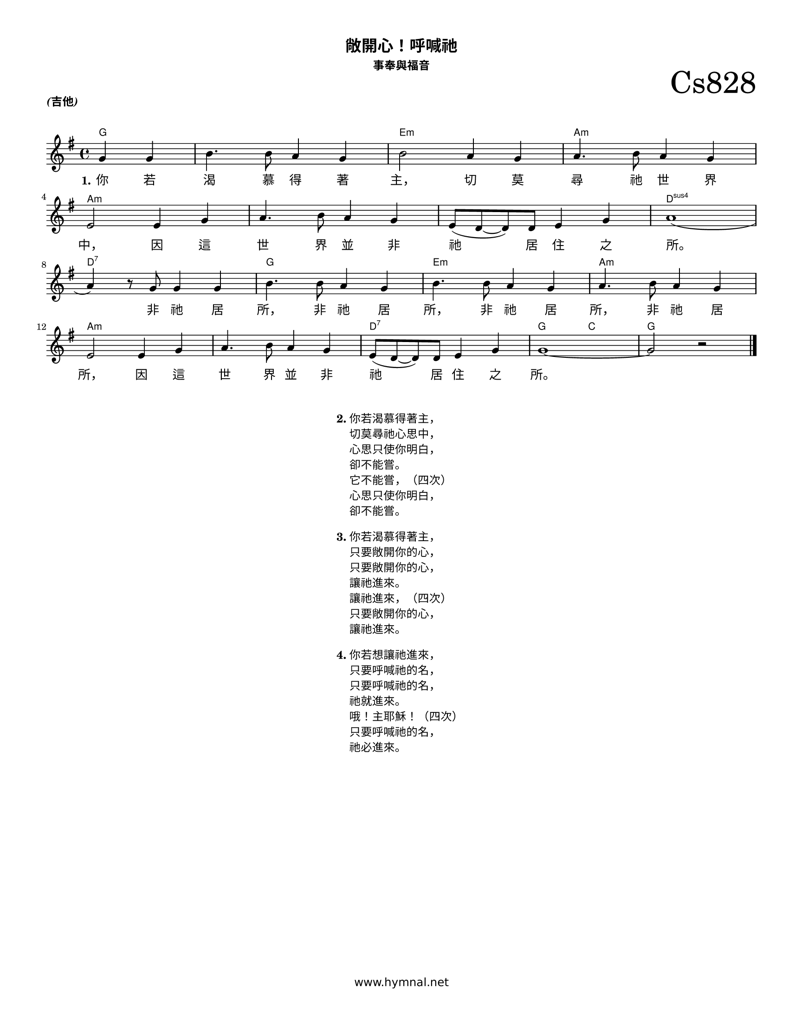 敞開心！呼喊祂
事奉與福音
Cs828
(吉他)
G Em Am
1. 你 若 渴 慕 得 著 主， 切 莫 尋 祂 世 界
4 Am Dsus4
中， 因 這 世 界 並 非 祂 居 住 之 所。
8 D7 G Em Am
非 祂 居 所， 非 祂 居 所， 非 祂 居 所， 非 祂 居
12 Am D7 G C G
所， 因 這 世 界 並 非 祂 居 住 之 所。
2. 你若渴慕得著主，
切莫尋祂心思中，
心思只使你明白，
卻不能嘗。
它不能嘗，（四次）
心思只使你明白，
卻不能嘗。
3. 你若渴慕得著主，
只要敞開你的心，
只要敞開你的心，
讓祂進來。
讓祂進來，（四次）
只要敞開你的心，
讓祂進來。
4. 你若想讓祂進來，
只要呼喊祂的名，
只要呼喊祂的名，
祂就進來。
哦！主耶穌！（四次）
只要呼喊祂的名，
祂必進來。
www.hymnal.net